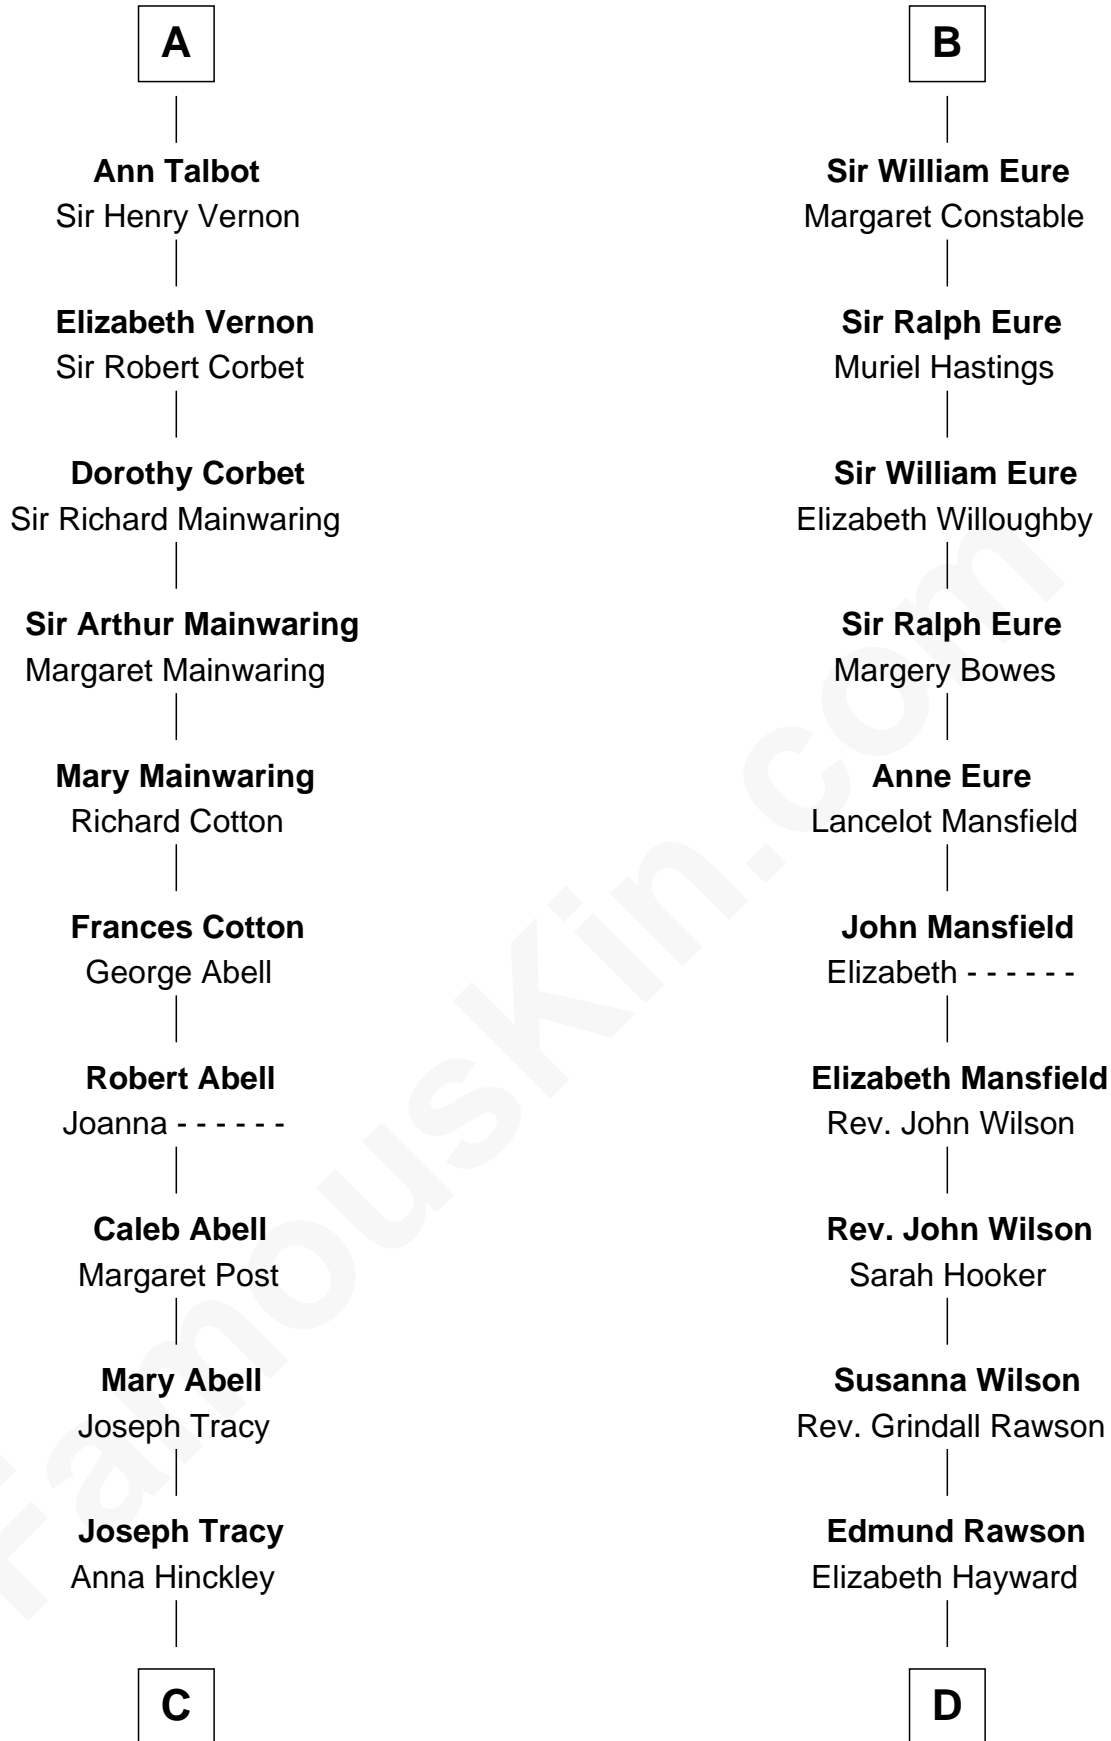 A
Ann Talbot
Sir Henry Vernon
Elizabeth Vernon
Sir Robert Corbet
Dorothy Corbet
Sir Richard Mainwaring
Sir Arthur Mainwaring
Margaret Mainwaring
Mary Mainwaring
Richard Cotton
Frances Cotton
George Abell
Robert Abell
Joanna - - - - - -
Caleb Abell
Margaret Post
Mary Abell
Joseph Tracy
Joseph Tracy
Anna Hinckley
C
B
Sir William Eure
Margaret Constable
Sir Ralph Eure
Muriel Hastings
Sir William Eure
Elizabeth Willoughby
Sir Ralph Eure
Margery Bowes
Anne Eure
Lancelot Mansfield
John Mansfield
Elizabeth - - - - - -
Elizabeth Mansfield
Rev. John Wilson
Rev. John Wilson
Sarah Hooker
Susanna Wilson
Rev. Grindall Rawson
Edmund Rawson
Elizabeth Hayward
D
FamousKin.com